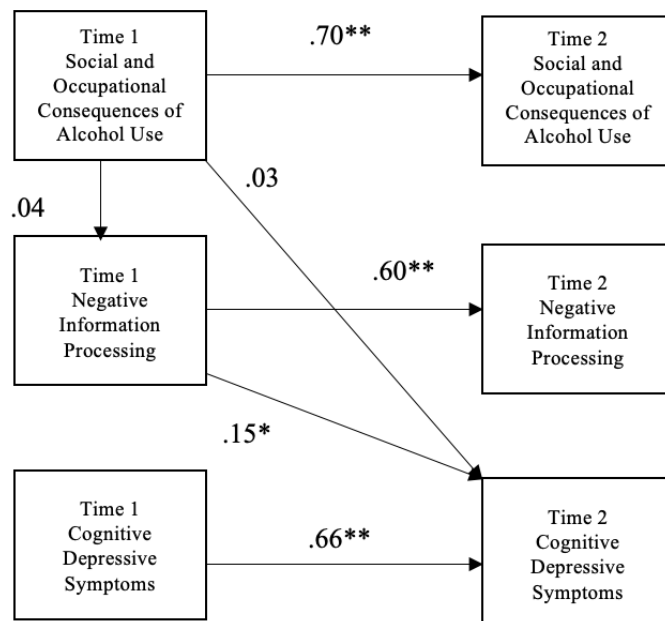 Time 1
Social and
Occupational
Consequences of
Alcohol Use
.70**
Time 2
Social and
Occupational
Consequences of
Alcohol Use
.04
.03
Time 1
Negative
Information
Processing
.60**
Time 2
Negative
Information
Processing
.15*
Time 1
Cognitive
Depressive
Symptoms
.66**
Time 2
Cognitive
Depressive
Symptoms